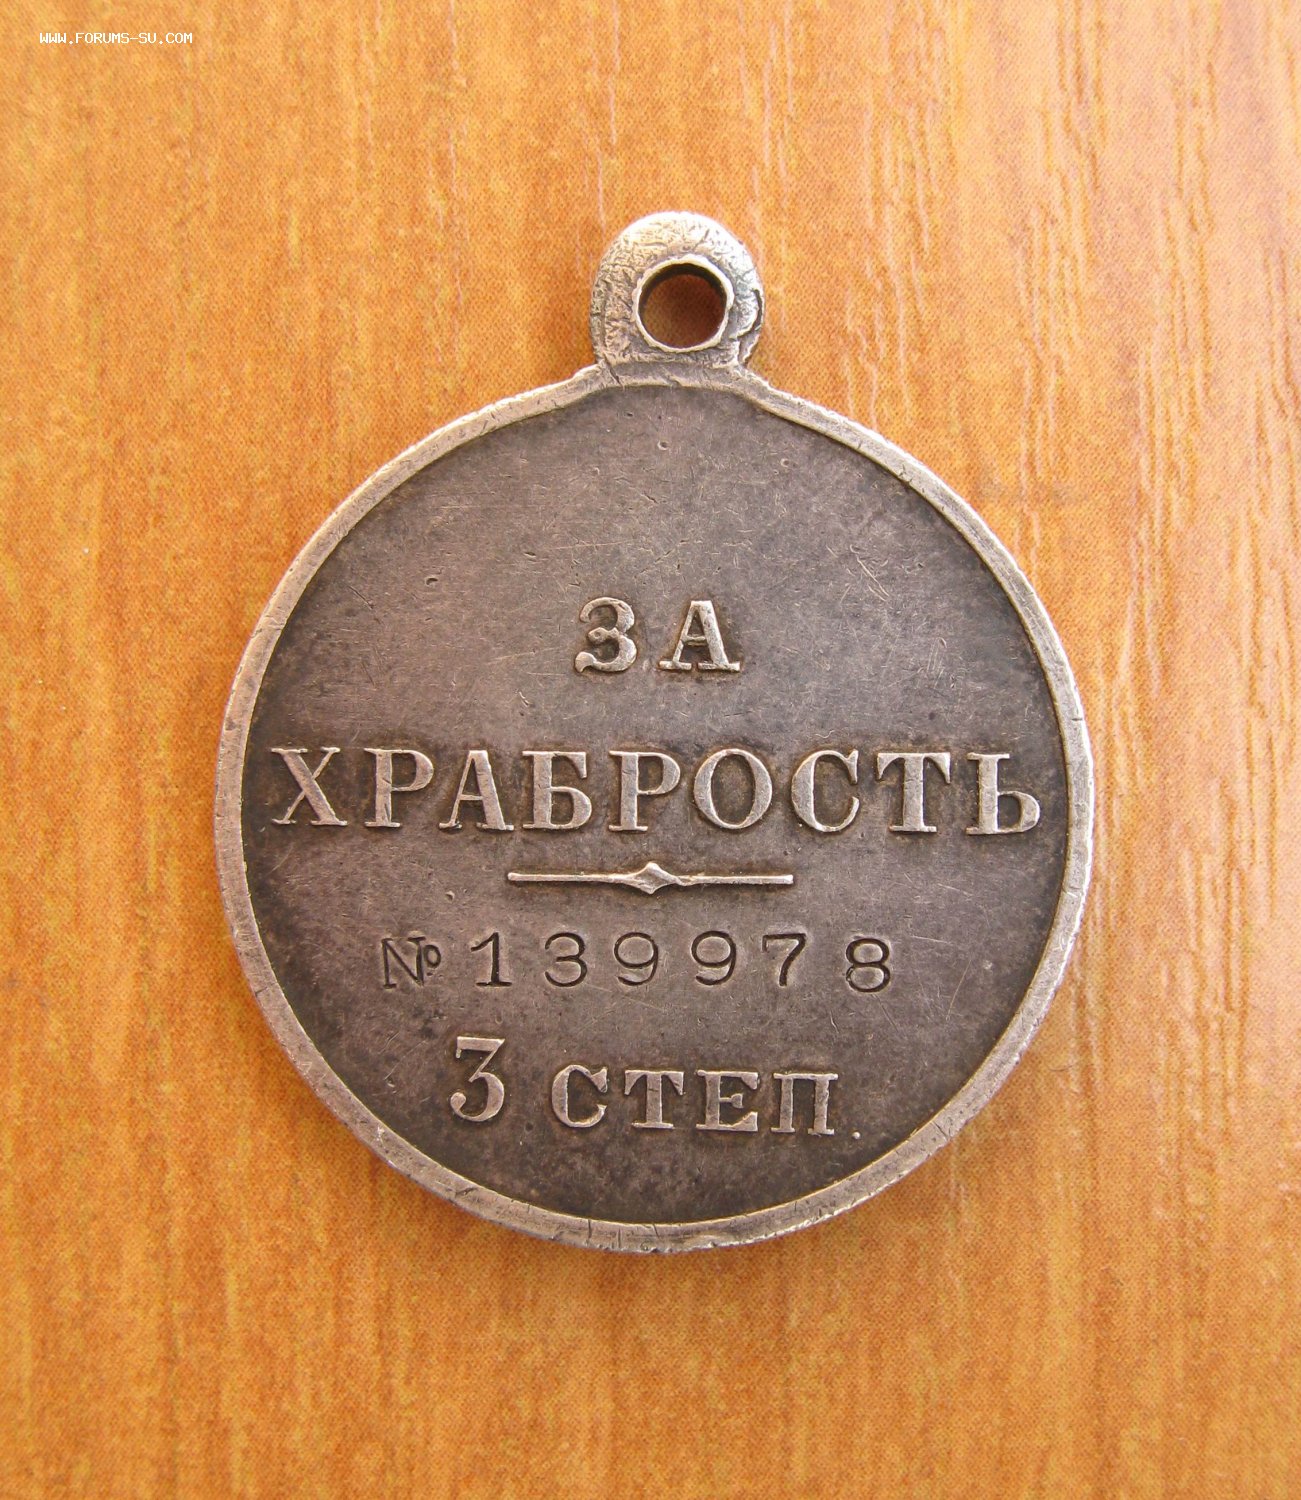 WWW.FORUMS-SU.COM
ЗА
ХРАБРОСТЬ
№ 139978
3 СТЕП.